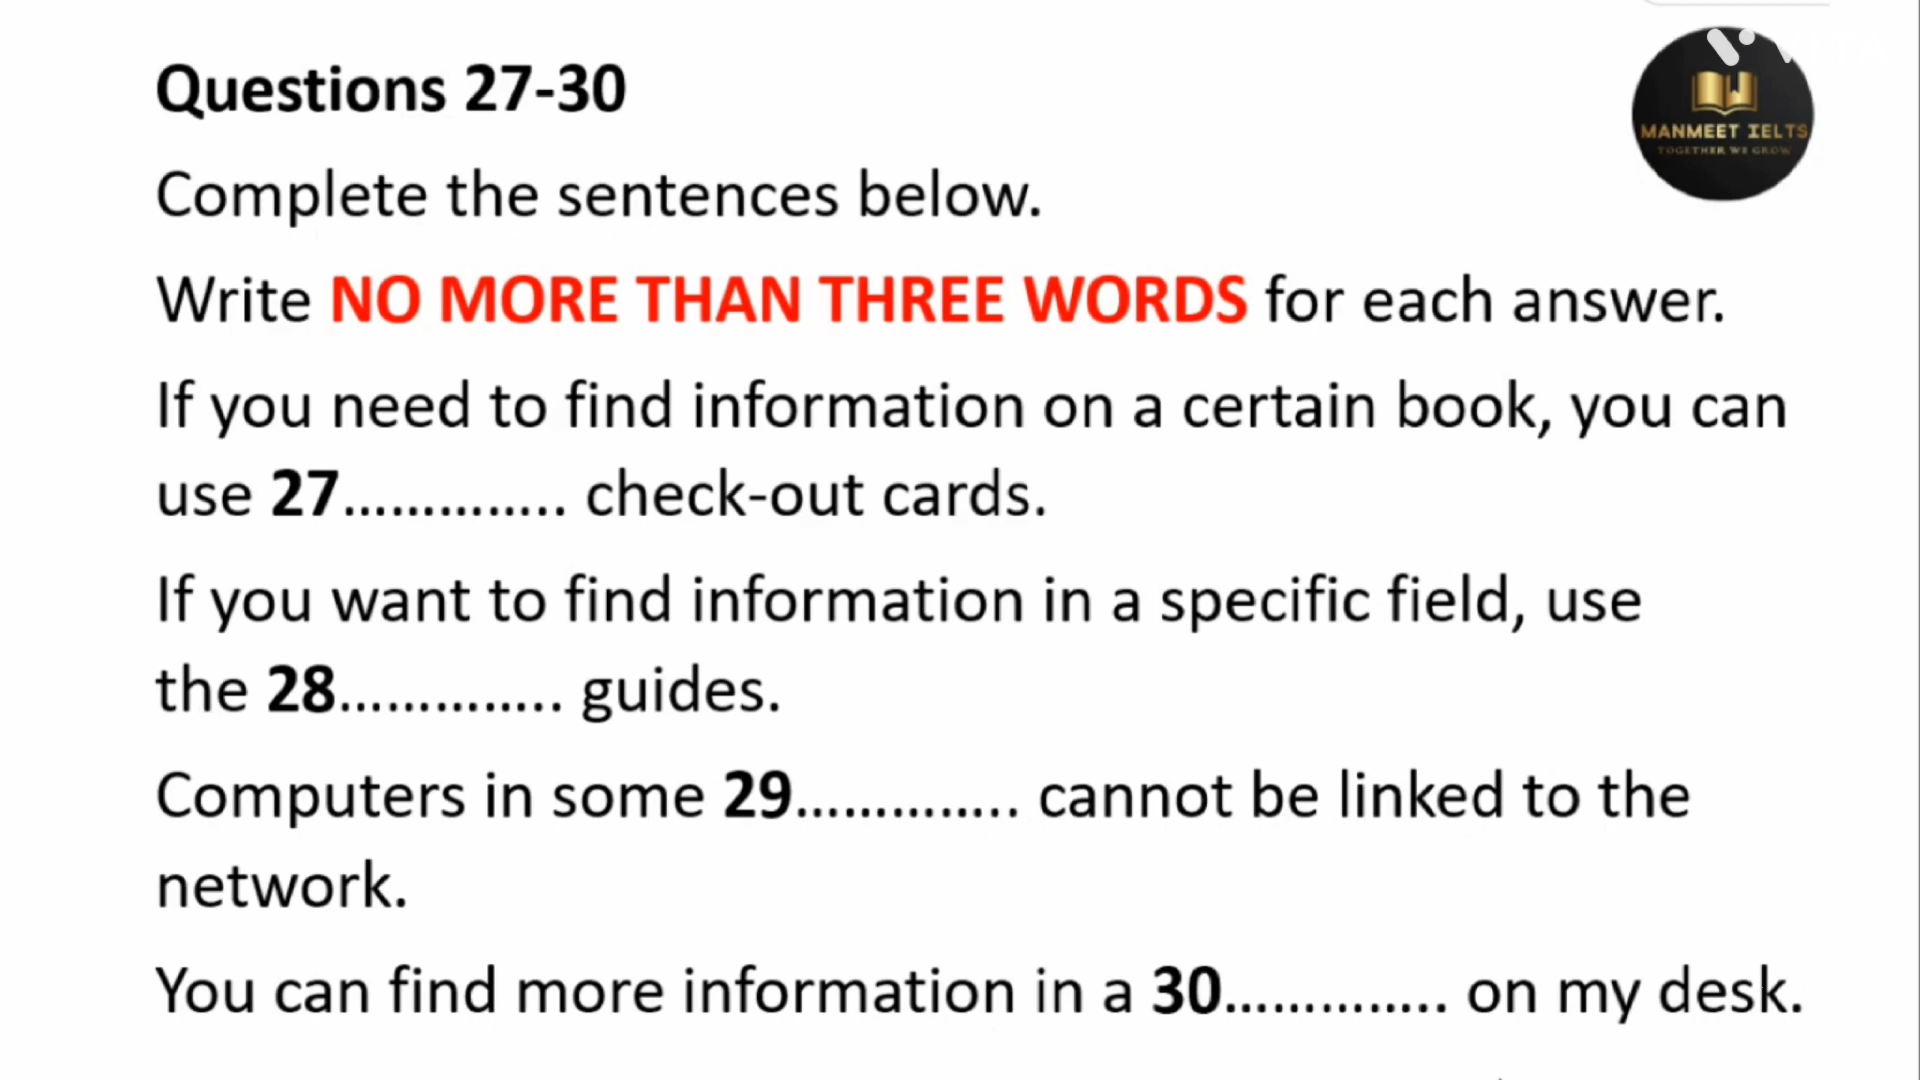 Questions 27-30
MANMEET IELTS
TOGETHER WE GROW
Complete the sentences below.
Write NO MORE THAN THREE WORDS for each answer.
If you need to find information on a certain book, you can
use 27.............. check-out cards.
If you want to find information in a specific field, use
the 28.............. guides.
Computers in some 29.............. cannot be linked to the
network.
You can find more information in a 30.............. on my desk.